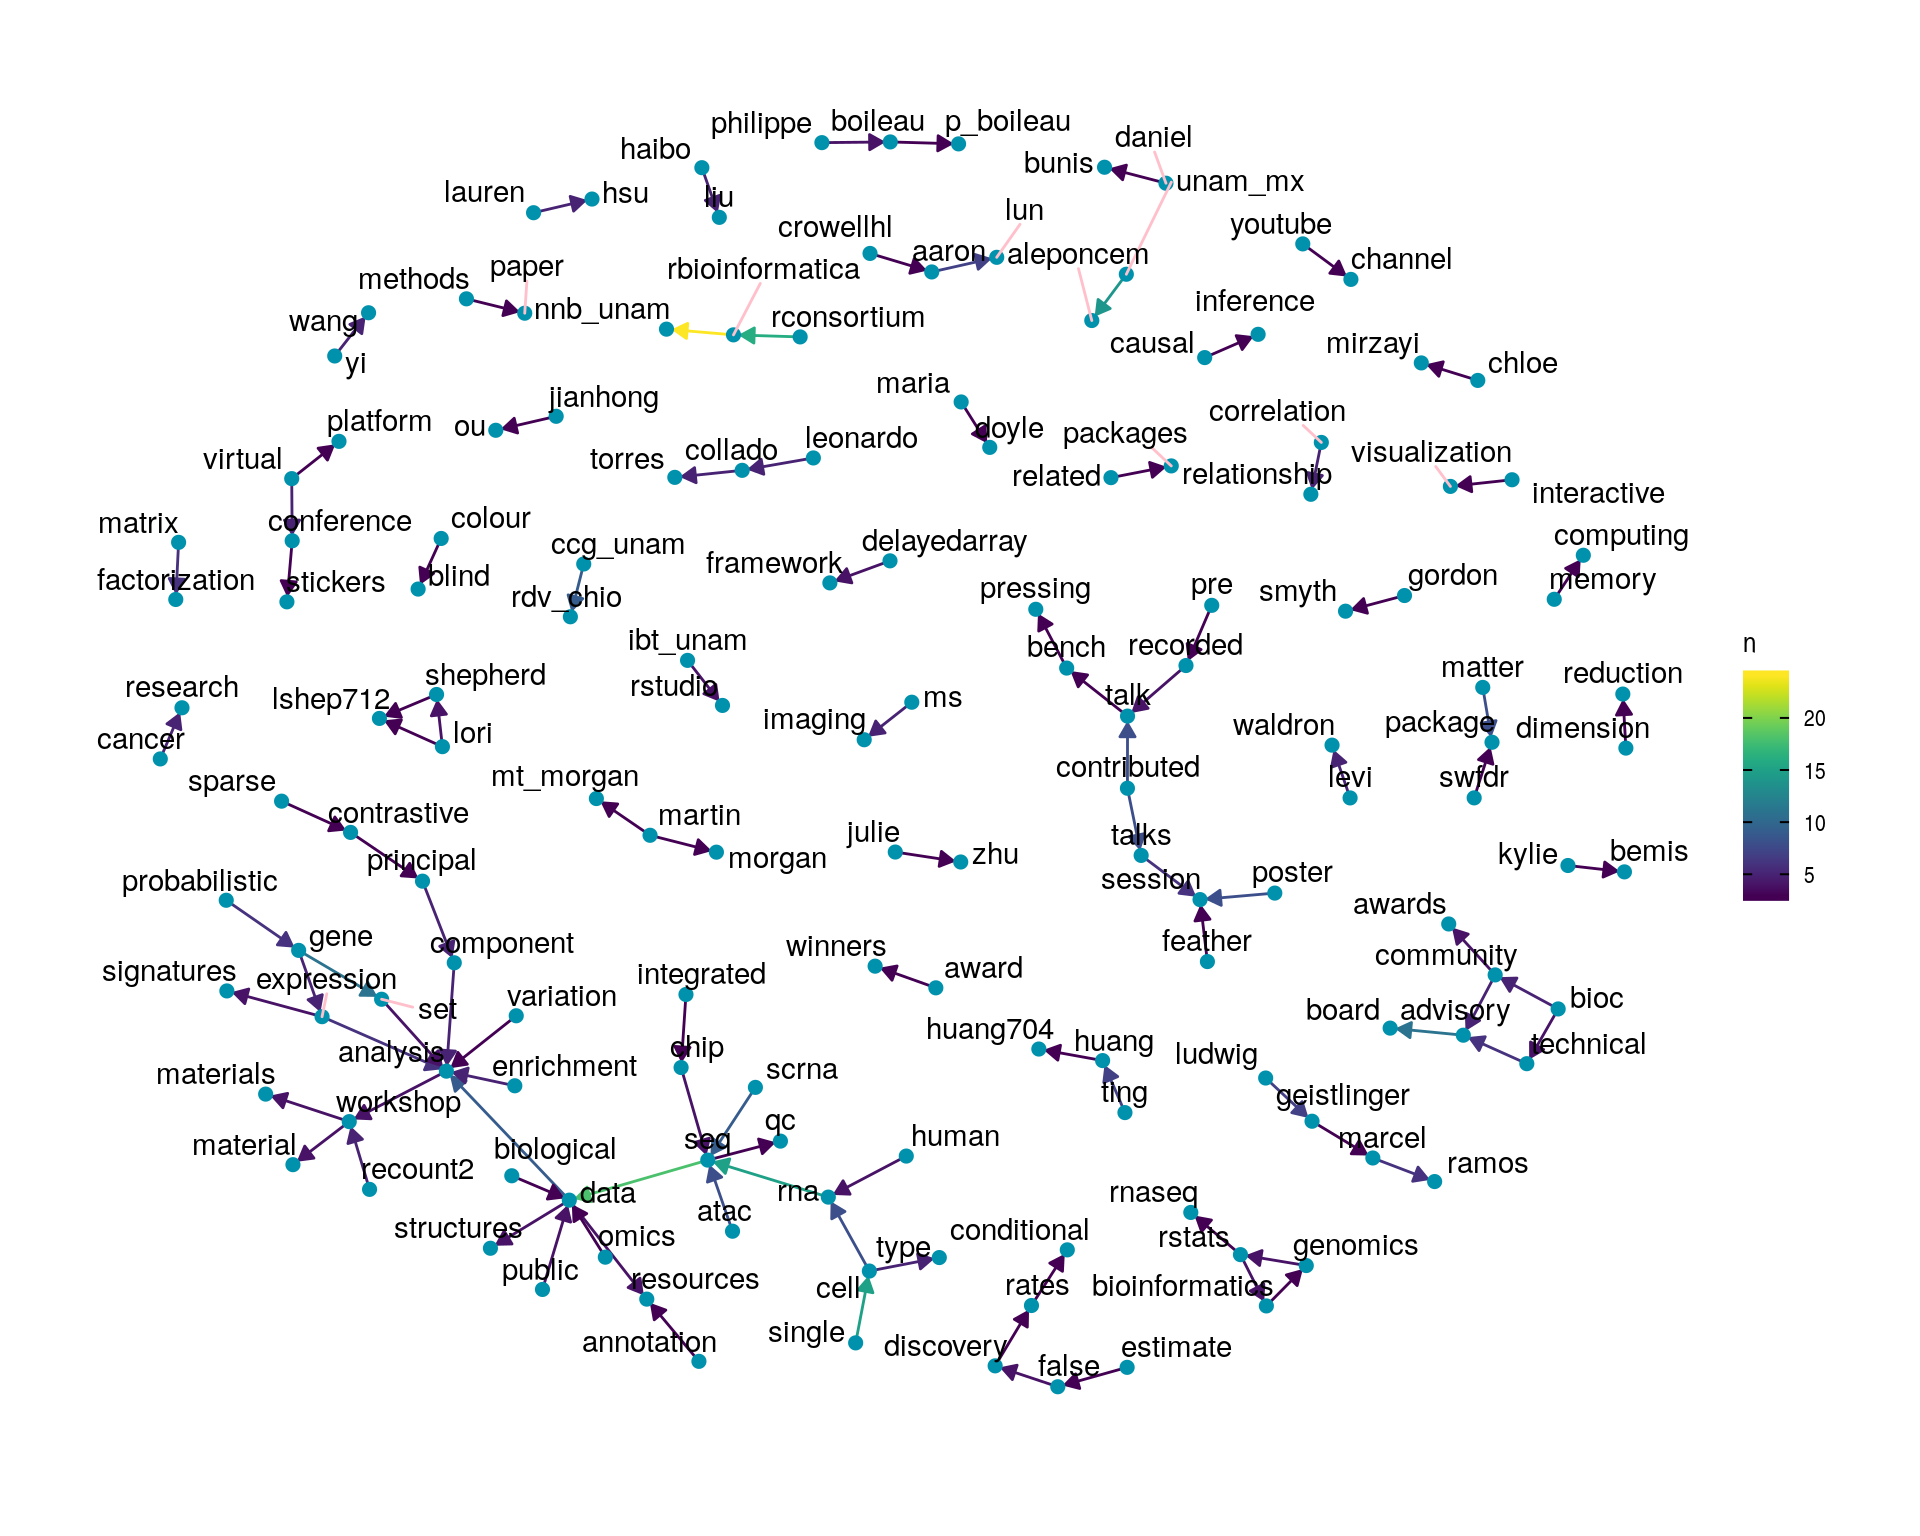 philippe
boileau
p_boileau
daniel
haibo
bunis
unam_mx
lauren
hsu
liu
lun
youtube
crowellhl
aaron
aleponcem
channel
methods
paper
rbioinformatica
inference
wang
nnb_unam
rconsortium
yi
causal
mirzayi
chloe
maria
jianhong
correlation
platform
ou
doyle
packages
leonardo
collado
virtual
torres
related
relationship
visualization
interactive
matrix
conference
colour
ccg_unam
delayedarray
computing
factorization
stickers
blind
framework
rdv_chio
pressing
pre
smyth
gordon
memory
ibt_unam
bench
recorded
research
lshep712
shepherd
rstudio
matter
reduction
imaging
ms
talk
waldron
package
dimension
cancer
lori
contributed
levi
swfdr
sparse
mt_morgan
contrastive
martin
julie
talks
principal
morgan
zhu
kylie
bemis
probabilistic
session
poster
awards
gene
component
winners
feather
community
signatures
expression
integrated
award
set
variation
board
advisory
bioc
huang704
huang
technical
analysis
chip
ludwig
materials
enrichment
scrna
ting
geistlinger
workshop
qc
material
biological
seq
human
marcel
recount2
ramos
data
rna
rnaseq
structures
omics
atac
type
conditional
rstats
genomics
public
resources
cell
rates
bioinformatics
annotation
single
discovery
false
estimate
n
20
15
10
5